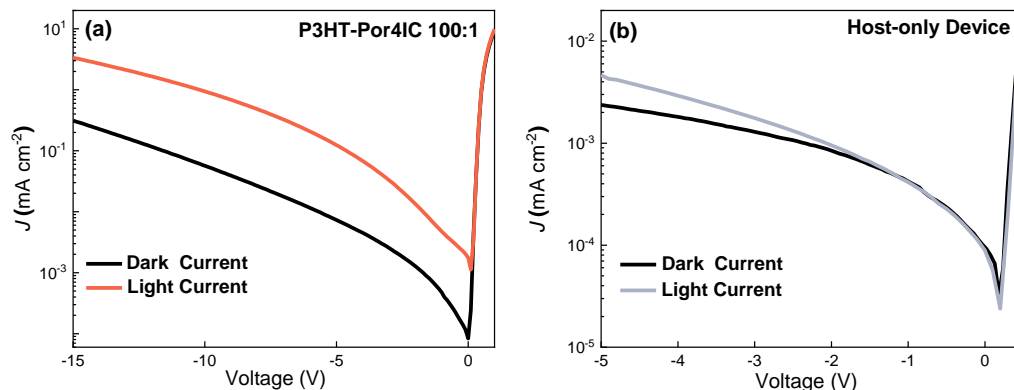 (a)
P3HT-Por4IC 100:1
10¹
10⁻¹
10⁻³
J (mA cm⁻²)
Dark Current
Light Current
-15
-10
-5
0
Voltage (V)
(b)
Host-only Device
10⁻²
10⁻³
10⁻⁴
10⁻⁵
J (mA cm⁻²)
Dark Current
Light Current
-5
-4
-3
-2
-1
0
Voltage (V)